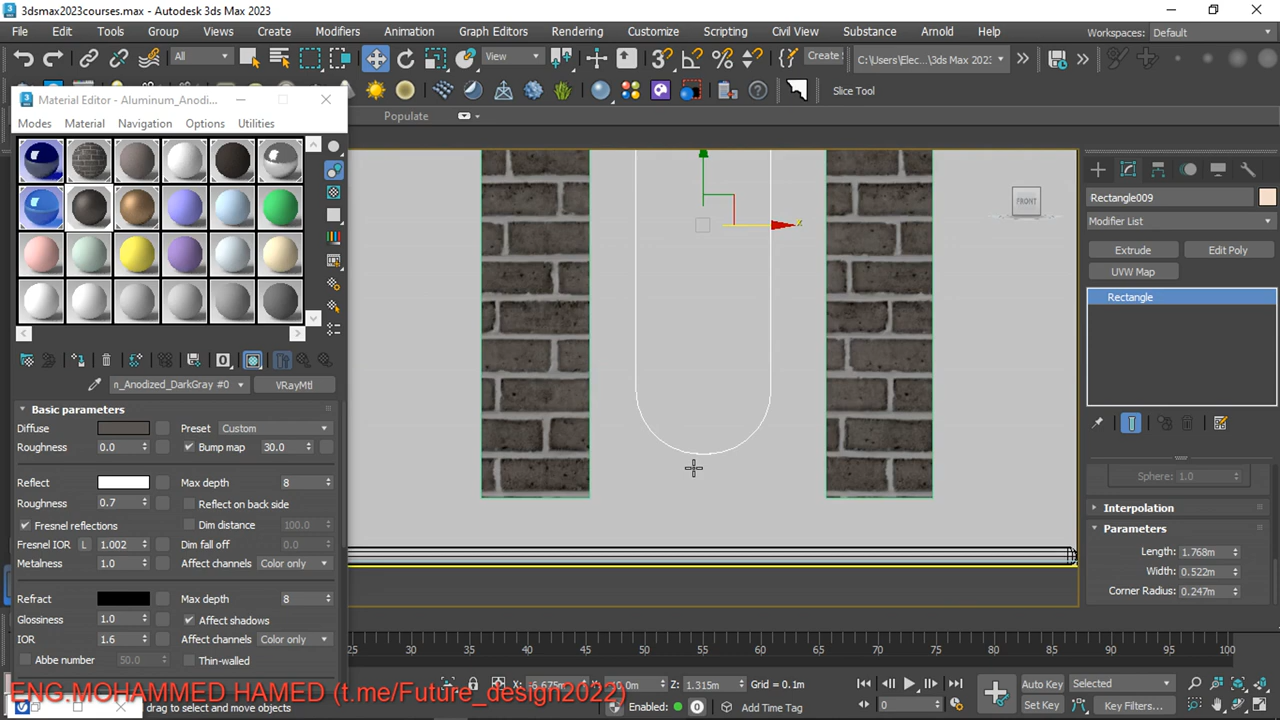 3dsmax2023courses.max - Autodesk 3ds Max 2023
File Edit Tools Group Views Create Modifiers Animation Graph Editors Rendering Customize Scripting Civil View Substance Arnold Help
Workspaces: Default
All View Create C:\Users\Elec...\3ds Max 2023
Slice Tool
Populate
Material Editor - Aluminum_Anodi...
Modes Material Navigation Options Utilities
n_Anodized_DarkGray #0 VRayMtl
Basic parameters
Diffuse Preset Custom
Roughness 0.0 Bump map 30.0
Reflect Max depth 8
Roughness 0.7 Reflect on back side
Fresnel reflections Dim distance 100.0
Fresnel IOR L 1.002 Dim fall off 0.0
Metalness 1.0 Affect channels Color only
Refract Max depth 8
Glossiness 1.0 Affect shadows
IOR 1.6 Affect channels Color only
Abbe number 50.0 Thin-walled
FRONT
Rectangle009
Modifier List
Extrude Edit Poly
UVW Map
Rectangle
Sphere: 1.0
Interpolation
Parameters
Length: 1.768m
Width: 0.522m
Corner Radius: 0.247m
25 30 35 40 45 50 55 60 65 70 75 80 85 90 95 100
X: -6.675m Z: 1.315m Grid = 0.1m
Auto Key Selected
Set Key Key Filters...
0
ENG.MOHAMMED HAMED (t.me/Future_design2022)
drag to select and move objects Enabled: Add Time Tag